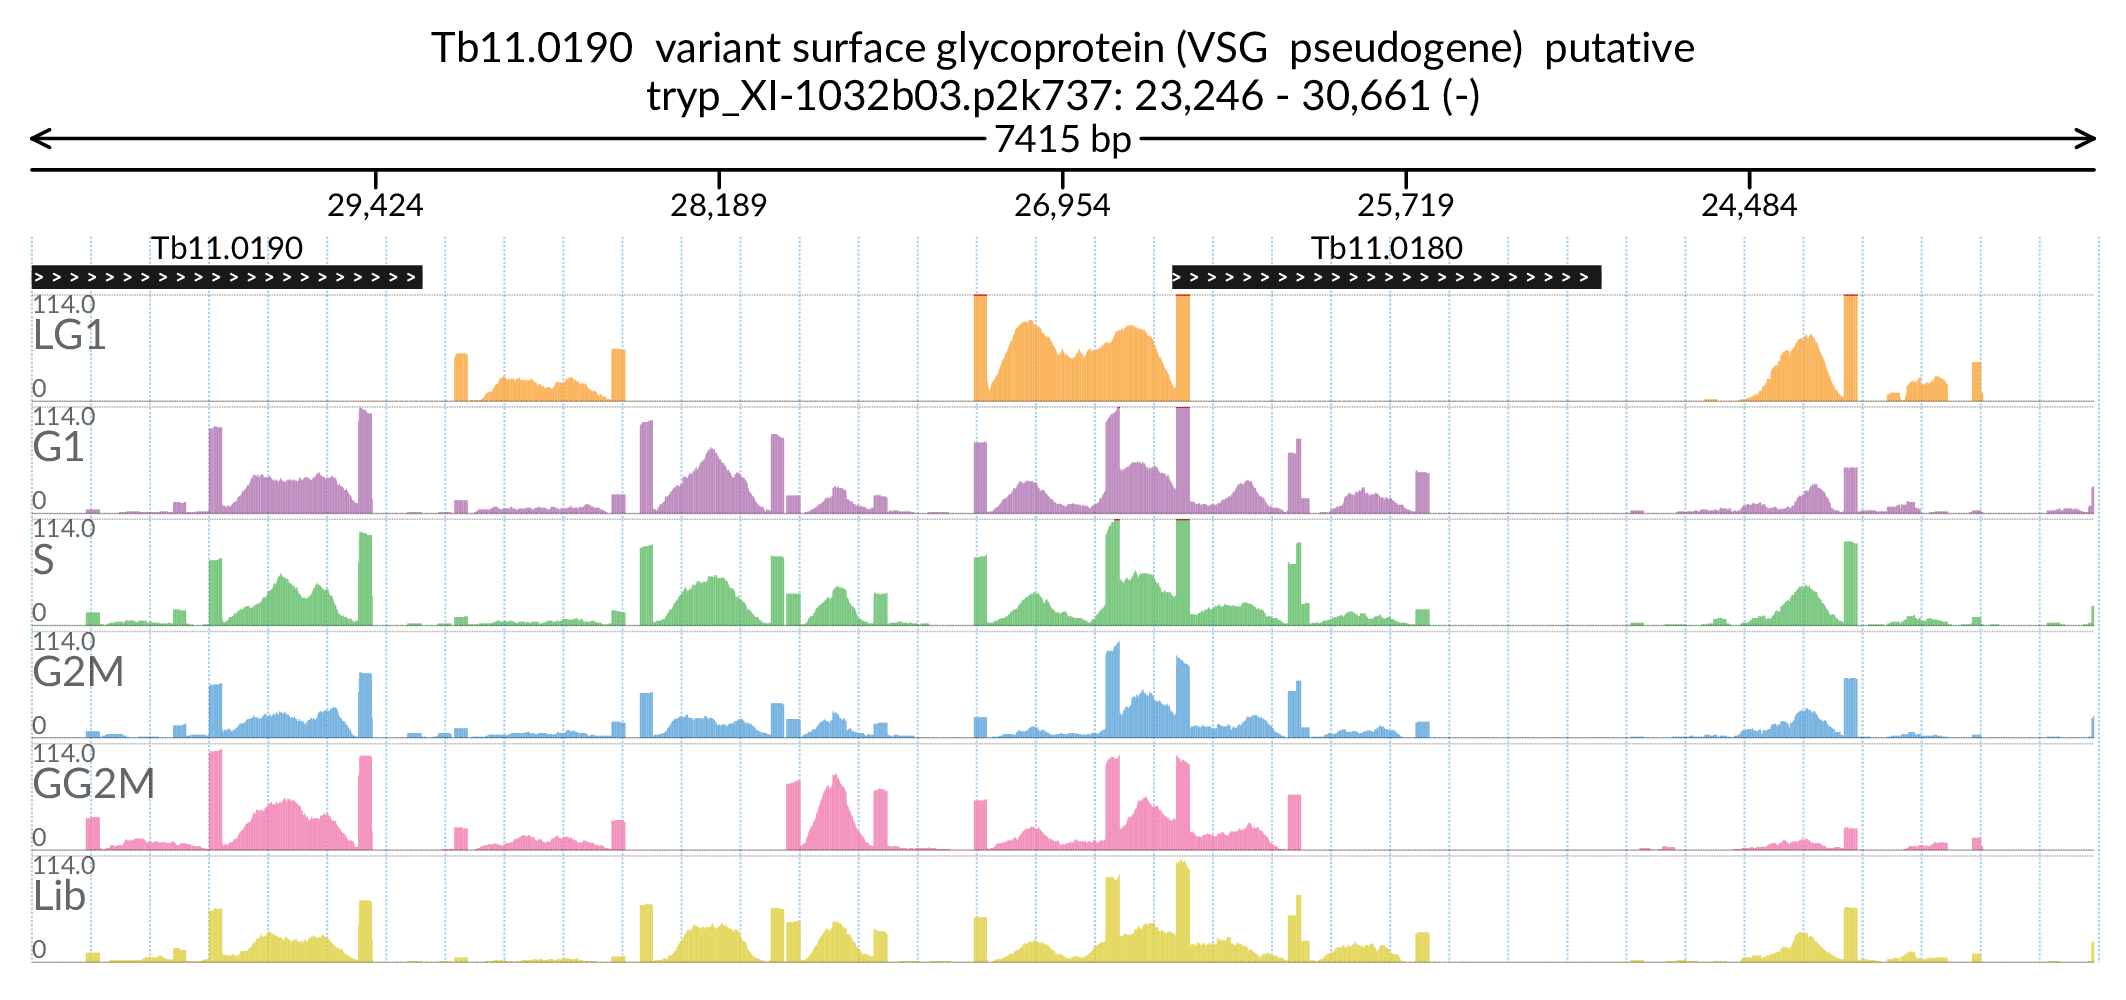 Tb11.0190 variant surface glycoprotein (VSG pseudogene) putative
tryp_XI-1032b03.p2k737: 23,246 - 30,661 (-)
7415 bp
29,424 28,189 26,954 25,719 24,484
Tb11.0190 Tb11.0180
114.0
LG1
0
114.0
G1
0
114.0
S
0
114.0
G2M
0
114.0
GG2M
0
114.0
Lib
0